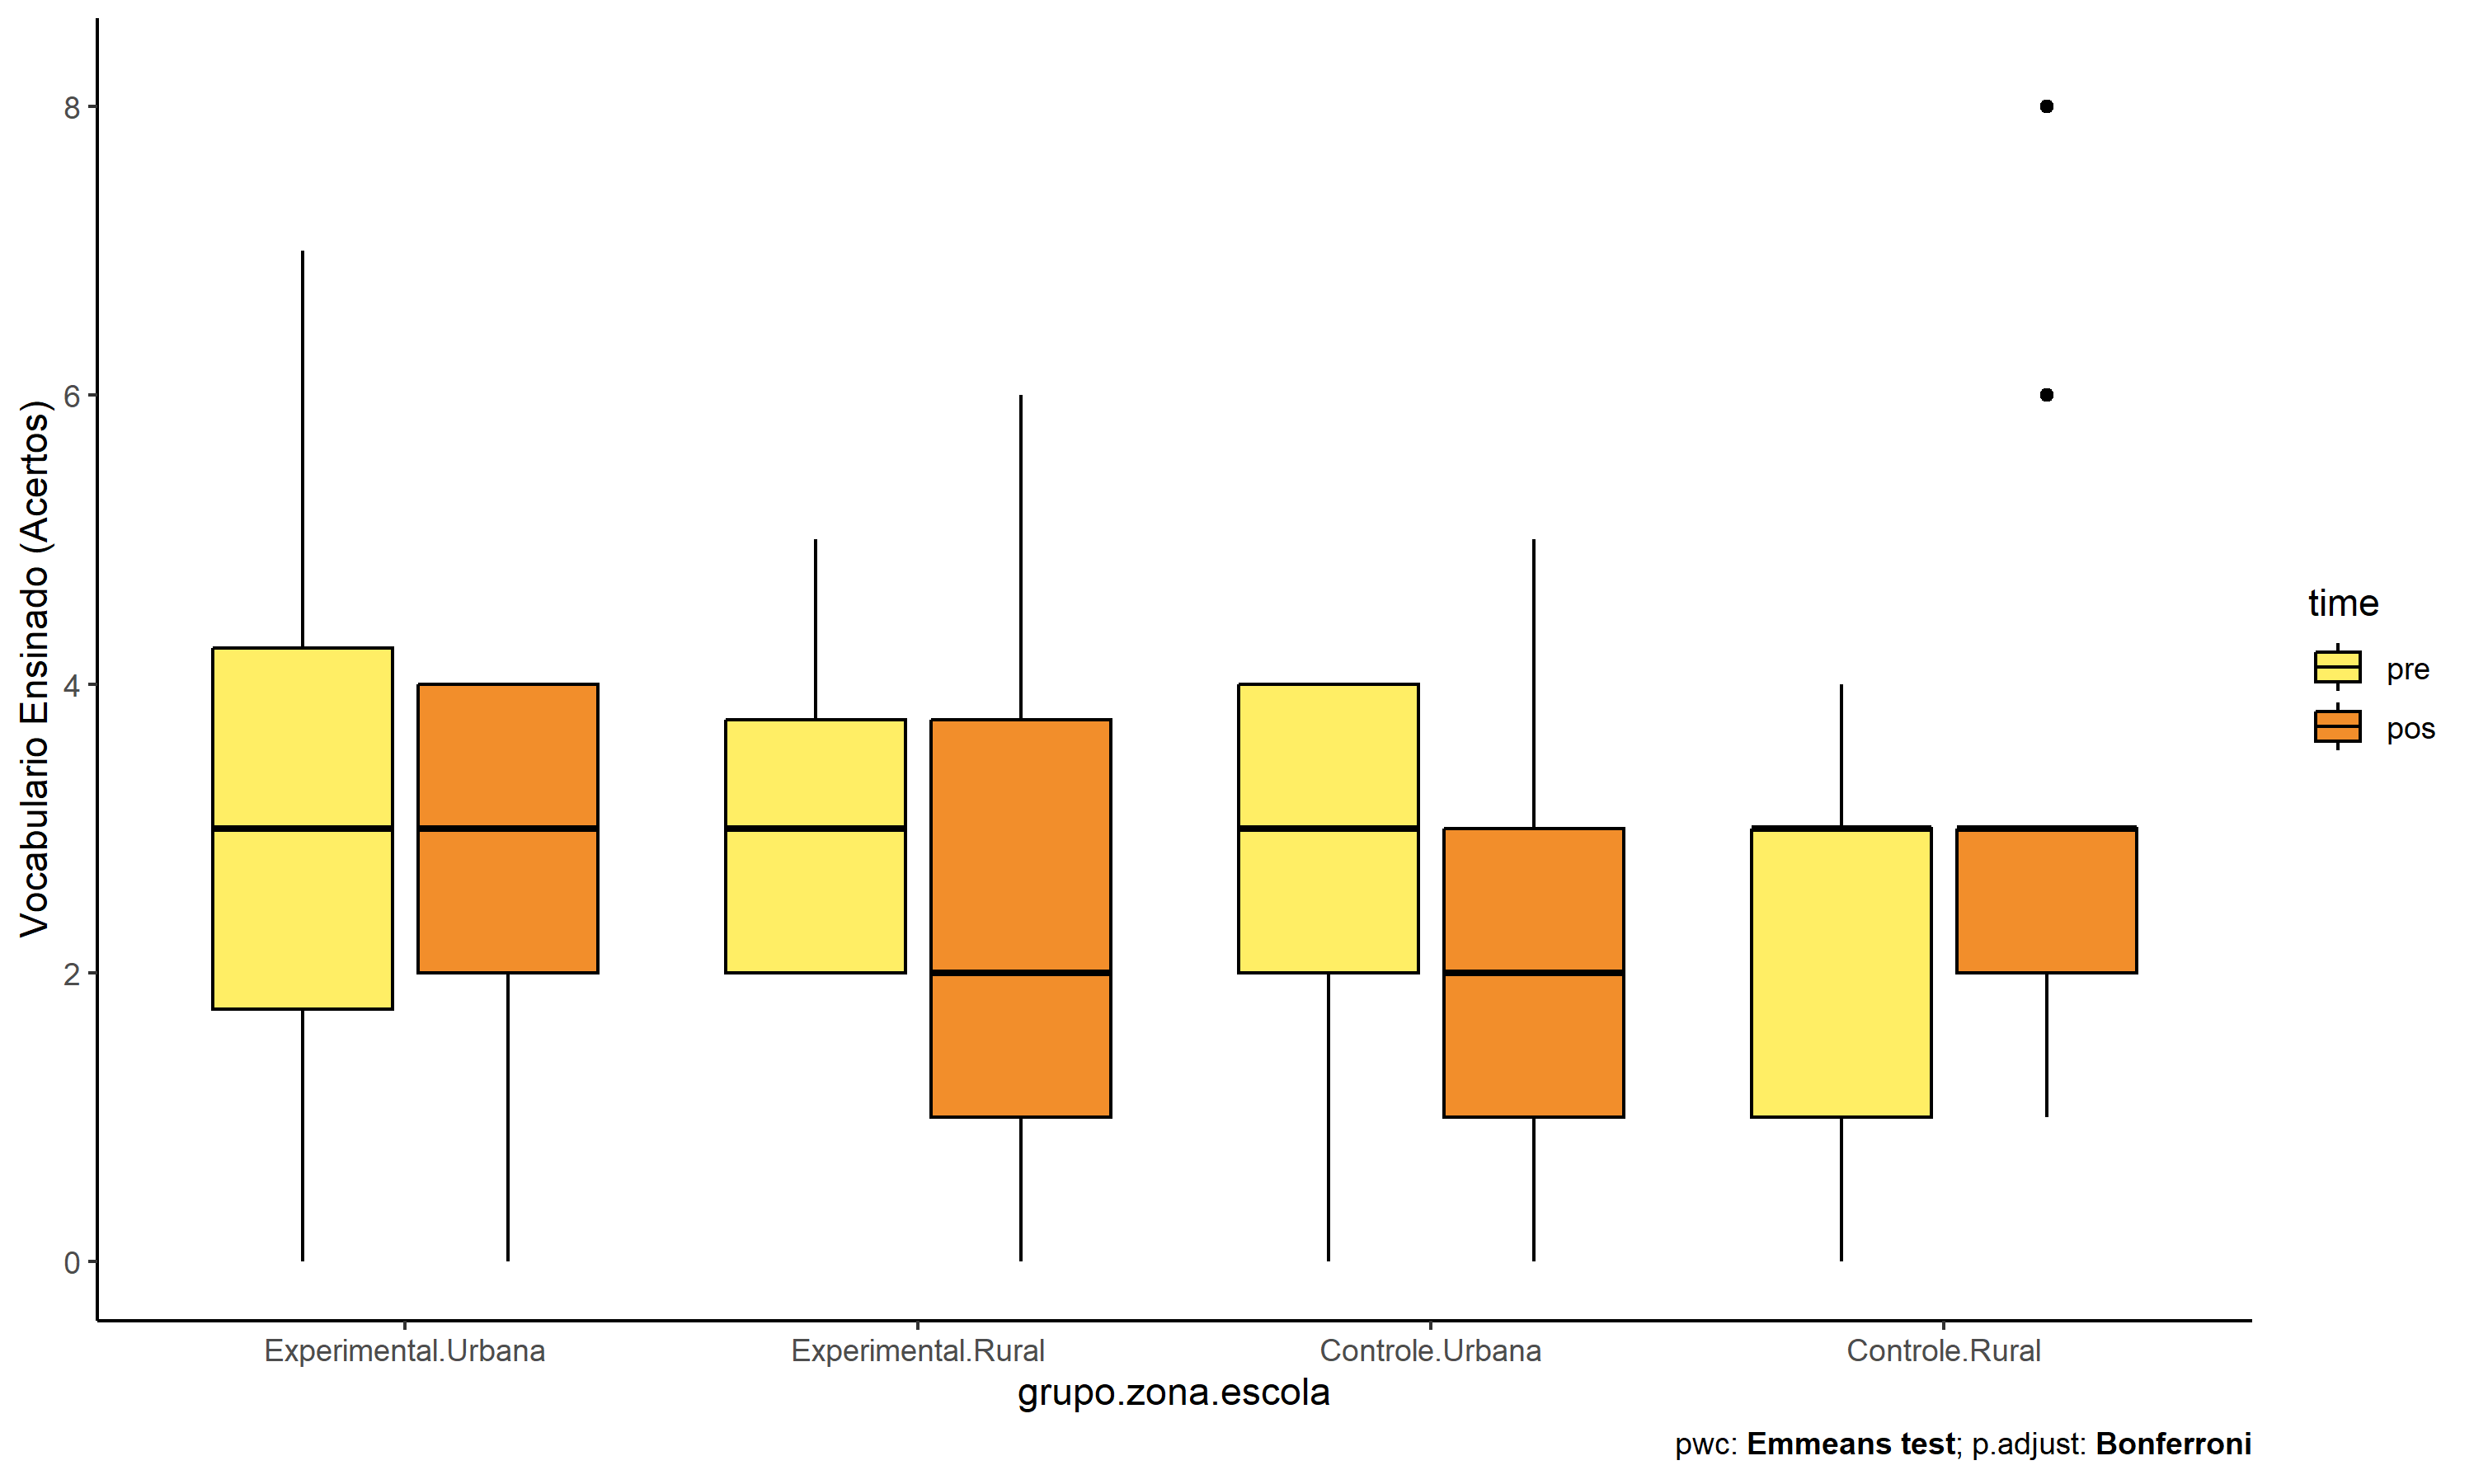 8
6
4
2
0
Vocabulario Ensinado (Acertos)
Experimental.Urbana
Experimental.Rural
Controle.Urbana
Controle.Rural
grupo.zona.escola
time
pre
pos
pwc: Emmeans test; p.adjust: Bonferroni